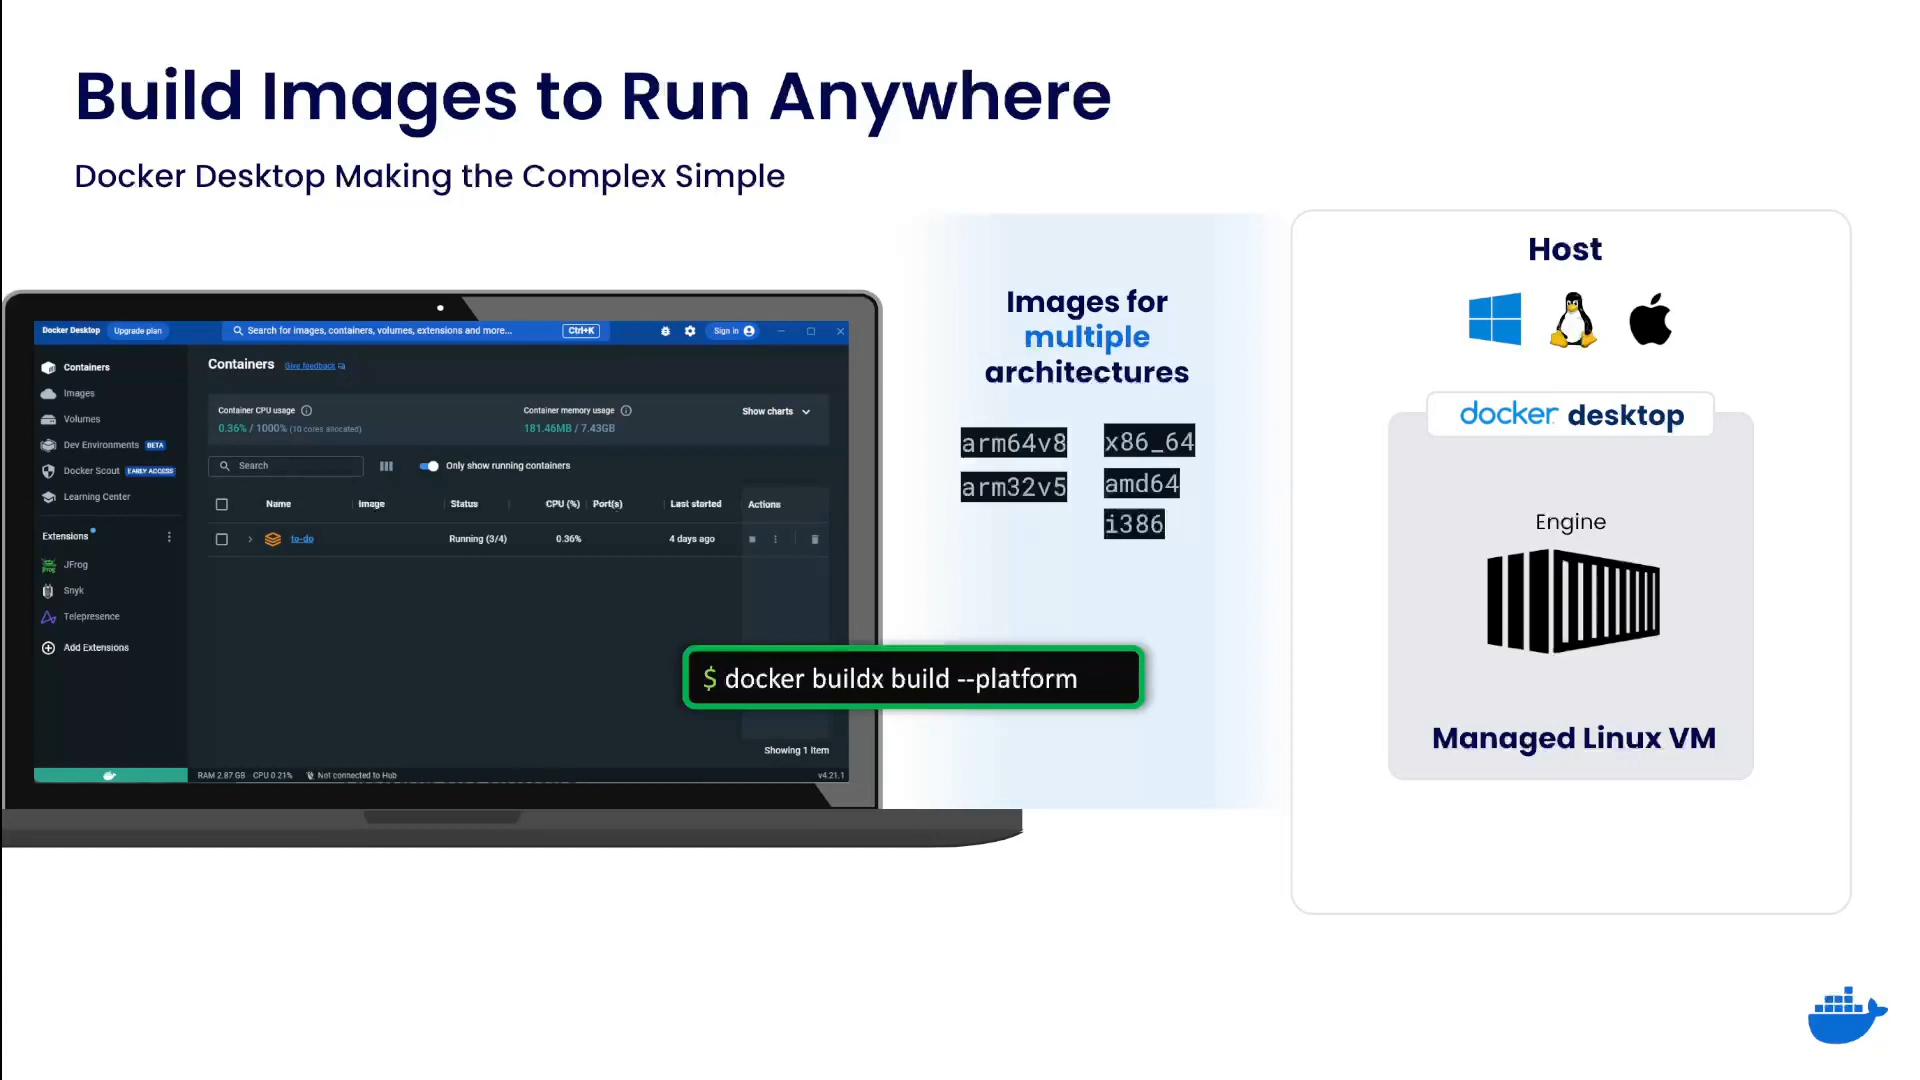 Build Images to Run Anywhere
Docker Desktop Making the Complex Simple
Docker Desktop Upgrade plan Search for images, containers, volumes, extensions and more... Ctrl+K Sign in
Containers
Images
Volumes
Dev Environments BETA
Docker Scout EARLY ACCESS
Learning Center
Extensions
JFrog
Snyk
Telepresence
Add Extensions
Containers Give feedback
Container CPU usage
0.36% / 1000% (10 cores allocated)
Container memory usage
181.46MB / 7.43GB
Show charts
Search
Only show running containers
Name Image Status CPU (%) Port(s) Last started Actions
to-do Running (3/4) 0.36% 4 days ago
Showing 1 item
RAM 2.87 GB CPU 0.21% Not connected to Hub v4.21.1
$ docker buildx build --platform
Images for
multiple
architectures
arm64v8
arm32v5
x86_64
amd64
i386
Host
docker desktop
Engine
Managed Linux VM